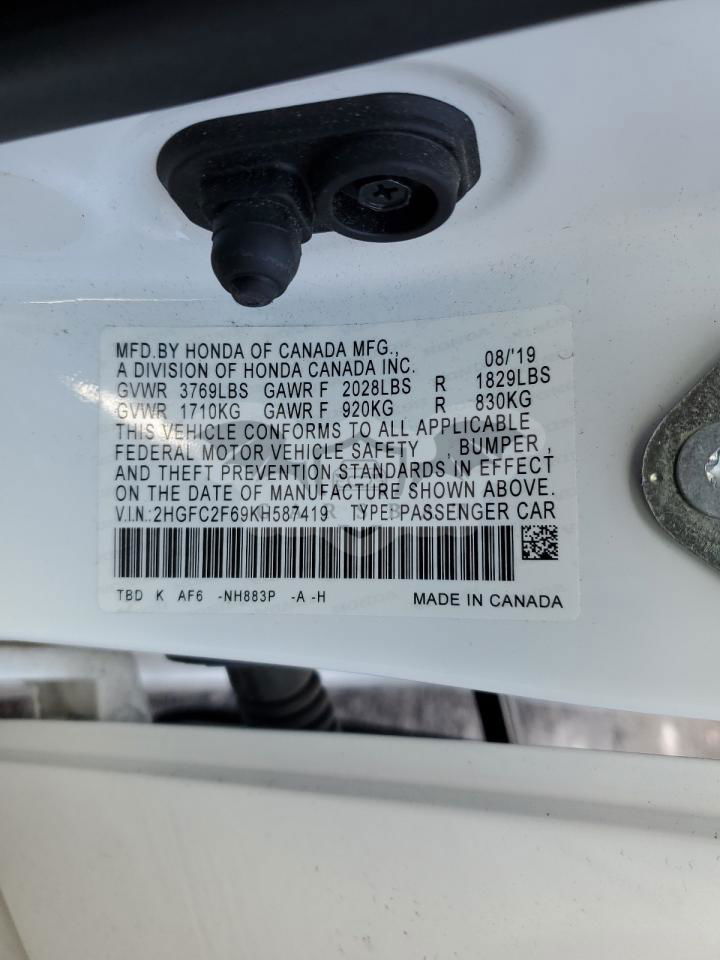 MFD.BY HONDA OF CANADA MFG., 08/'19
A DIVISION OF HONDA CANADA INC.
GVWR 3769LBS GAWR F 2028LBS R 1829LBS
GVWR 1710KG GAWR F 920KG R 830KG
THIS VEHICLE CONFORMS TO ALL APPLICABLE
FEDERAL MOTOR VEHICLE SAFETY , BUMPER ,
AND THEFT PREVENTION STANDARDS IN EFFECT
ON THE DATE OF MANUFACTURE SHOWN ABOVE.
V.I.N.:2HGFC2F69KH587419 TYPE:PASSENGER CAR
TBD K AF6 -NH883P -A -H MADE IN CANADA